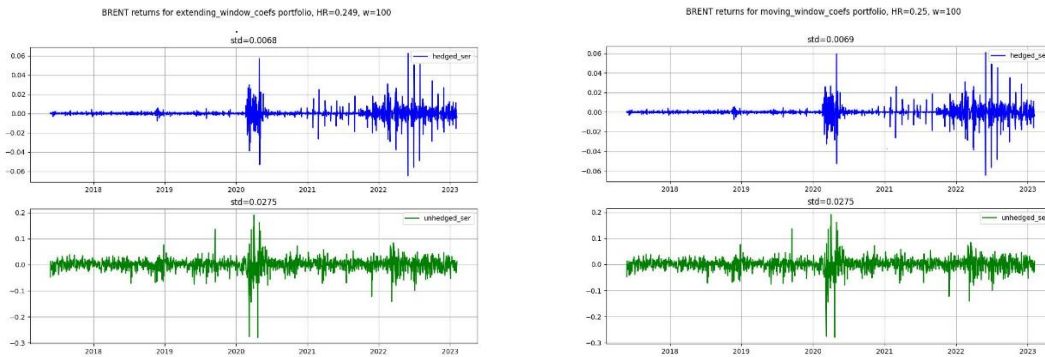 BRENT returns for extending_window_coefs portfolio, HR=0.249, w=100
std=0.0068
hedged_ser
0.06
0.04
0.02
0.00
−0.02
−0.04
−0.06
2018 2019 2020 2021 2022 2023
std=0.0275
unhedged_ser
0.2
0.1
0.0
−0.1
−0.2
−0.3
2018 2019 2020 2021 2022 2023
BRENT returns for moving_window_coefs portfolio, HR=0.25, w=100
std=0.0069
hedged_se
0.06
0.04
0.02
0.00
−0.02
−0.04
−0.06
2018 2019 2020 2021 2022 2023
std=0.0275
unhedged_se
0.2
0.1
0.0
−0.1
−0.2
−0.3
2018 2019 2020 2021 2022 2023